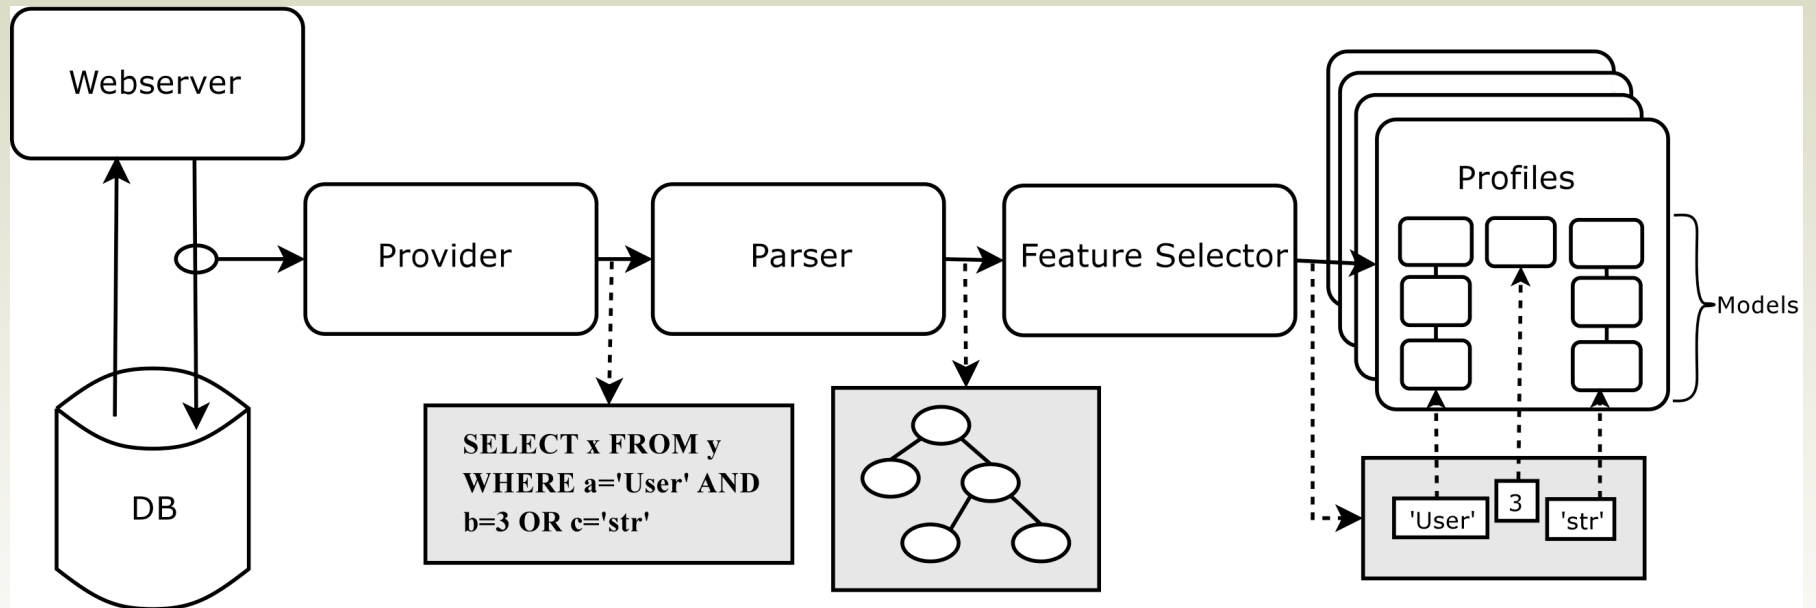 Webserver
Provider
Parser
Feature Selector
Profiles
Models
DB
SELECT x FROM y
WHERE a='User' AND
b=3 OR c='str'
'User'
3
'str'